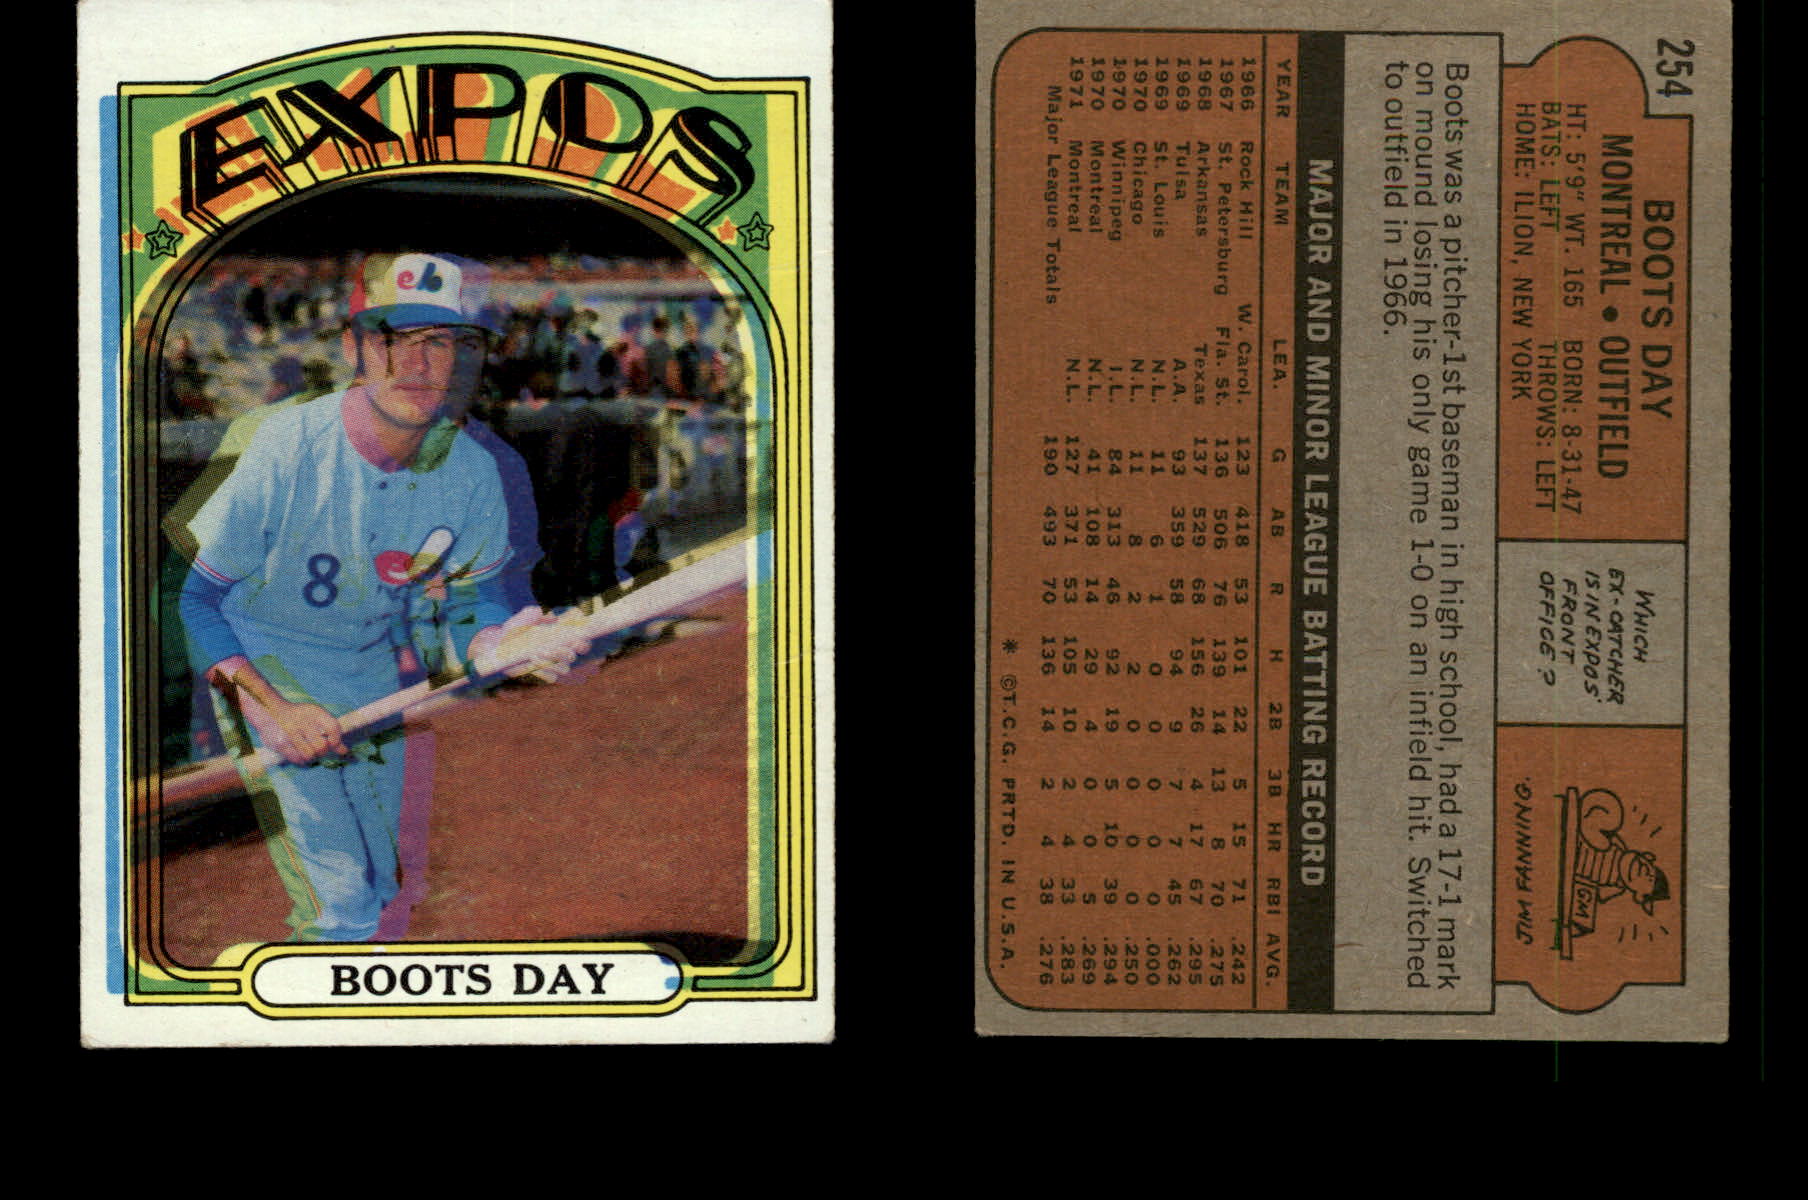 EXPOS
eb
8
BOOTS DAY
254
BOOTS DAY
MONTREAL • OUTFIELD
HT: 5'9" WT. 165 BORN: 8-31-47
BATS: LEFT THROWS: LEFT
HOME: ILION, NEW YORK
WHICH
EX-CATCHER
IS IN EXPOS'
FRONT
OFFICE?
GM
JIM FANNING.
Boots was a pitcher-1st baseman in high school, had a 17-1 mark
on mound losing his only game 1-0 on an infield hit. Switched
to outfield in 1966.
MAJOR AND MINOR LEAGUE BATTING RECORD
YEAR TEAM LEA. G AB R H 2B 3B HR RBI AVG.
1966 Rock Hill W. Carol. 123 418 53 101 22 5 15 71 .242
1967 St. Petersburg Fla. St. 136 506 76 139 14 13 8 70 .275
1968 Arkansas Texas 137 529 68 156 26 4 17 67 .295
1969 Tulsa A.A. 93 359 58 94 9 7 7 45 .262
1969 St. Louis N.L. 11 6 1 0 0 0 0 0 .000
1970 Chicago N.L. 11 8 2 2 0 0 0 0 .250
1970 Winnipeg I.L. 84 313 46 92 19 5 10 39 .294
1970 Montreal N.L. 41 108 14 29 4 0 0 5 .269
1971 Montreal N.L. 127 371 53 105 10 2 4 33 .283
Major League Totals 190 493 70 136 14 2 4 38 .276
* ©T.C.G. PRTD. IN U.S.A.